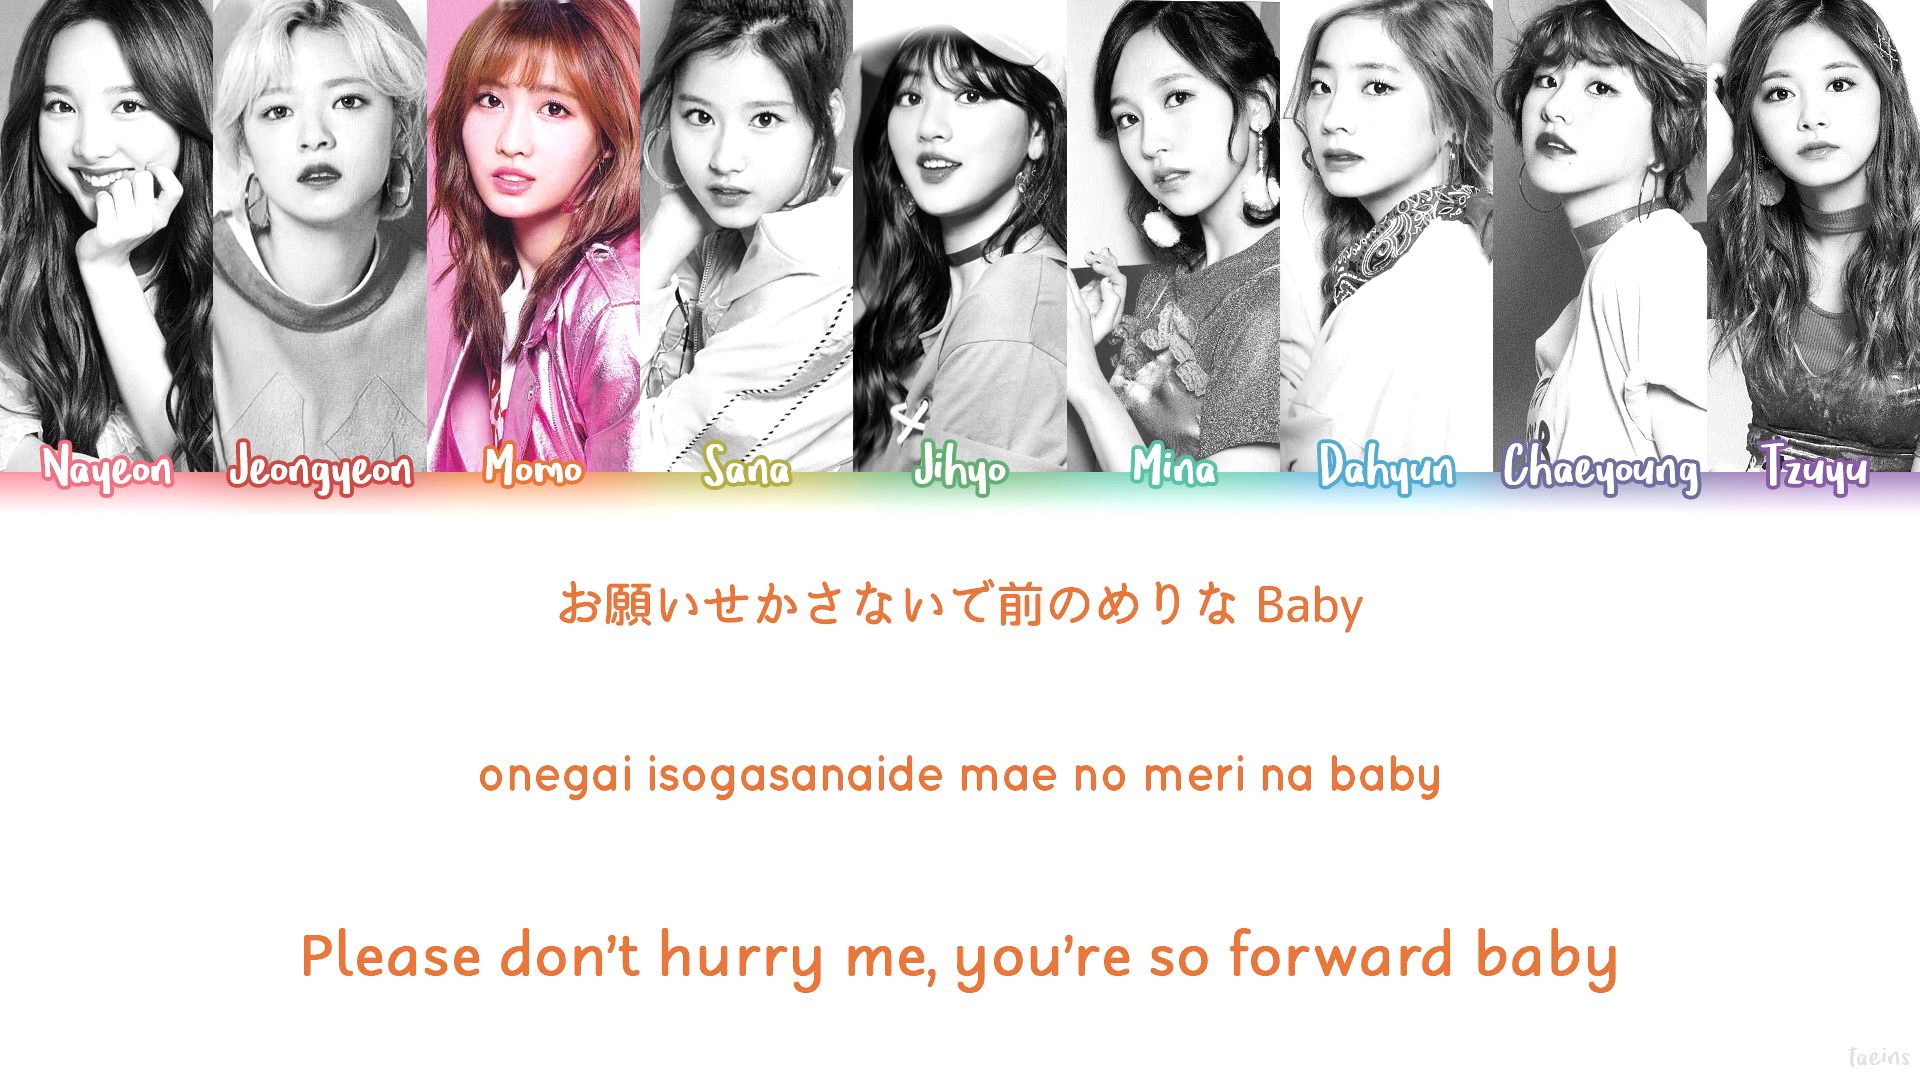 Nayeon Jeongyeon Momo Sana Jihyo Mina Dahyun Chaeyoung Tzuyu
お願いせかさないで前のめりな Baby
onegai isogasanaide mae no meri na baby
Please don't hurry me, you're so forward baby
taeins